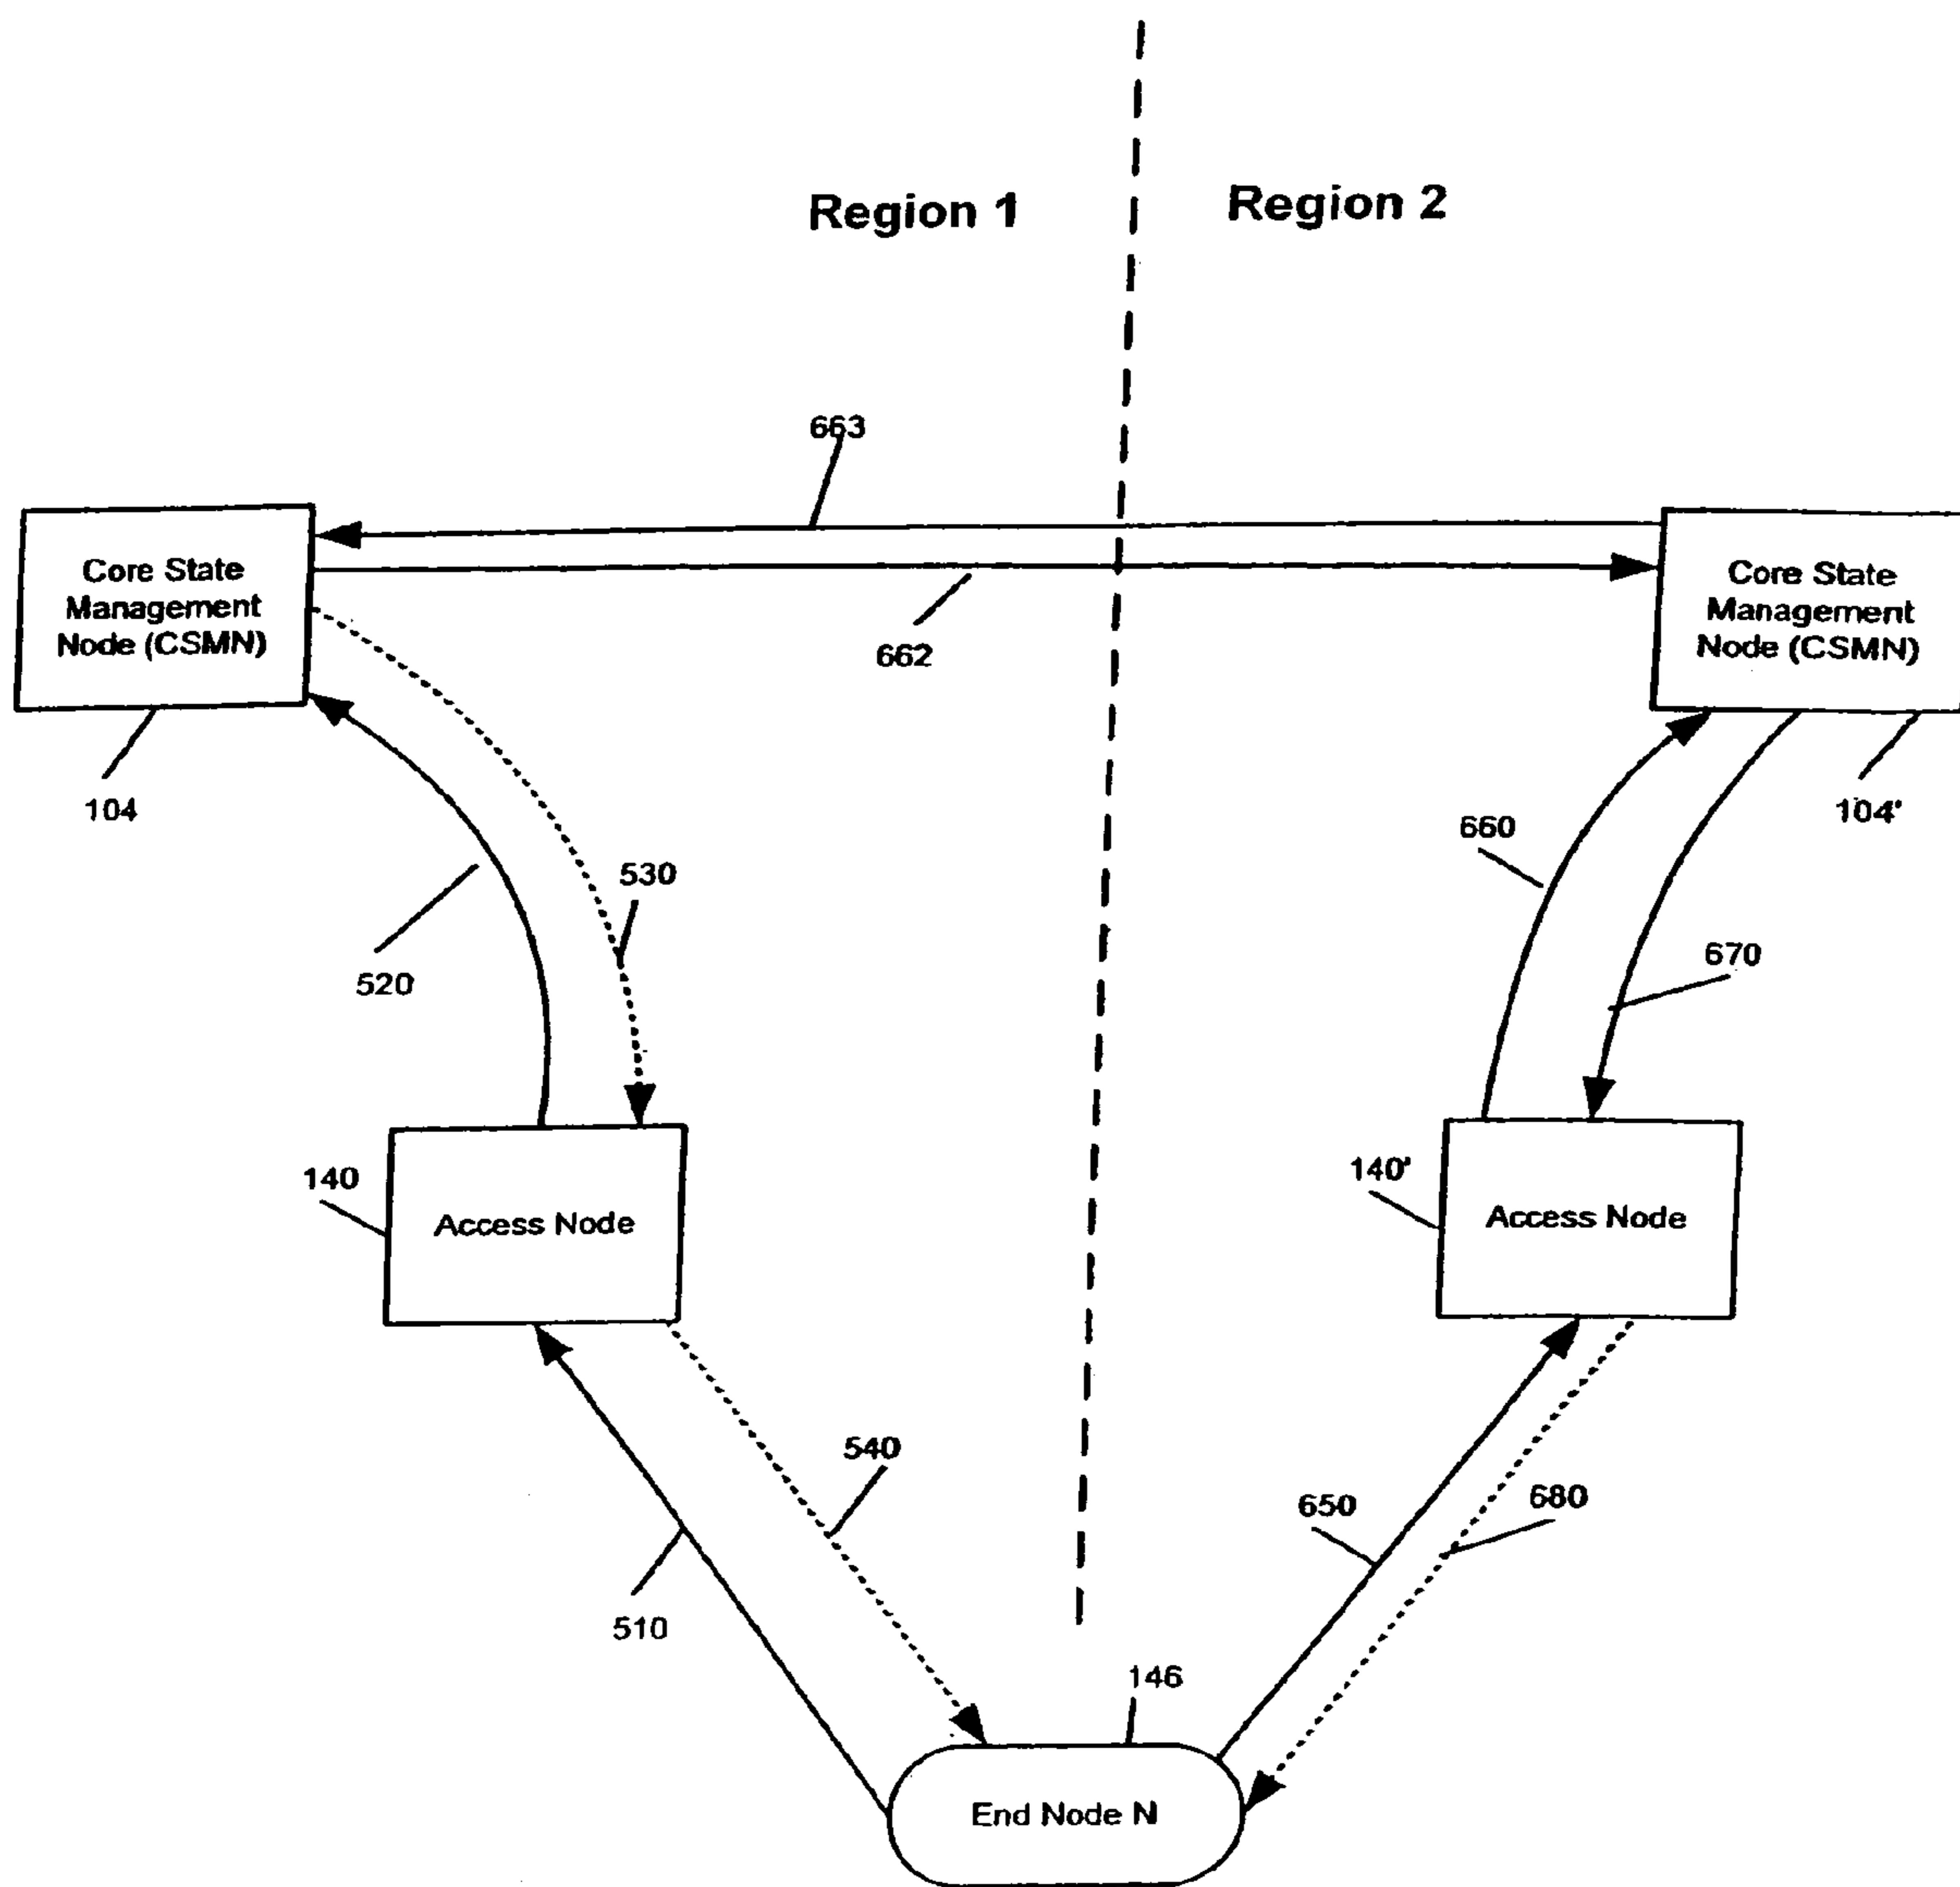 Region 1
Region 2
663
Core State
Management
Node (CSMN)
Core State
Management
Node (CSMN)
662
104
104'
660
530
520
670
140
Access Node
140'
Access Node
540
650
680
510
146
End Node N